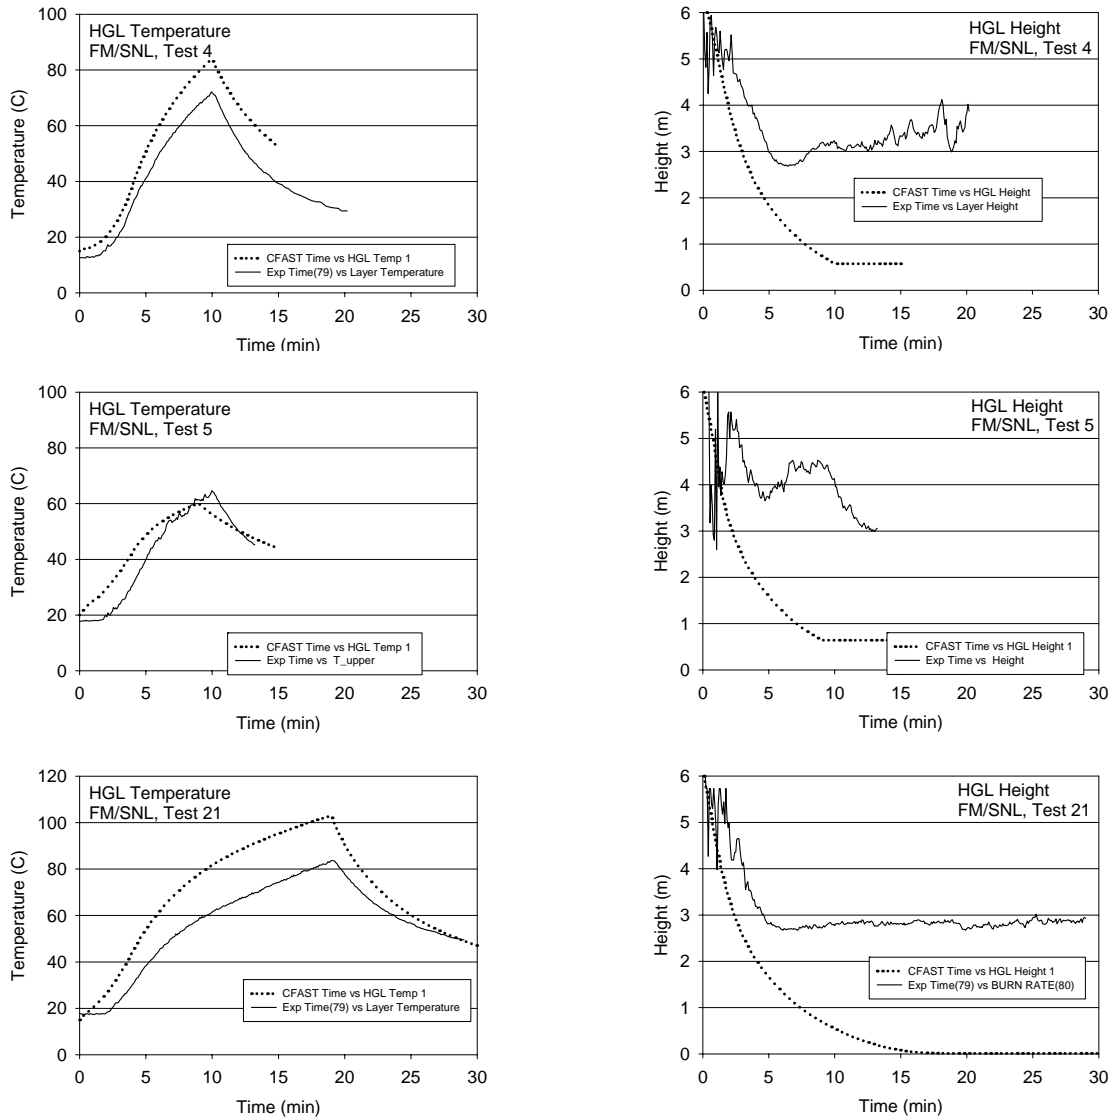 HGL Temperature
FM/SNL, Test 4
Temperature (C)
100
80
60
40
20
0
CFAST Time vs HGL Temp 1
Exp Time(79) vs Layer Temperature
0 5 10 15 20 25 30
Time (min)
HGL Height
FM/SNL, Test 4
Height (m)
6
5
4
3
2
1
0
CFAST Time vs HGL Height
Exp Time vs Layer Height
0 5 10 15 20 25 30
Time (min)
HGL Temperature
FM/SNL, Test 5
Temperature (C)
100
80
60
40
20
0
CFAST Time vs HGL Temp 1
Exp Time vs T_upper
0 5 10 15 20 25 30
Time (min)
HGL Height
FM/SNL, Test 5
Height (m)
6
5
4
3
2
1
0
CFAST Time vs HGL Height 1
Exp Time vs Height
0 5 10 15 20 25 30
Time (min)
HGL Temperature
FM/SNL, Test 21
Temperature (C)
120
100
80
60
40
20
0
CFAST Time vs HGL Temp 1
Exp Time(79) vs Layer Temperature
0 5 10 15 20 25 30
Time (min)
HGL Height
FM/SNL, Test 21
Height (m)
6
5
4
3
2
1
0
CFAST Time vs HGL Height 1
Exp Time(79) vs BURN RATE(80)
0 5 10 15 20 25 30
Time (min)